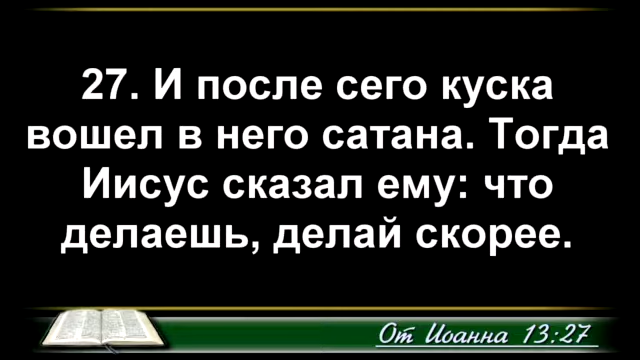 27. И после сего куска
вошел в него сатана. Тогда
Иисус сказал ему: что
делаешь, делай скорее.
От Иоанна 13:27